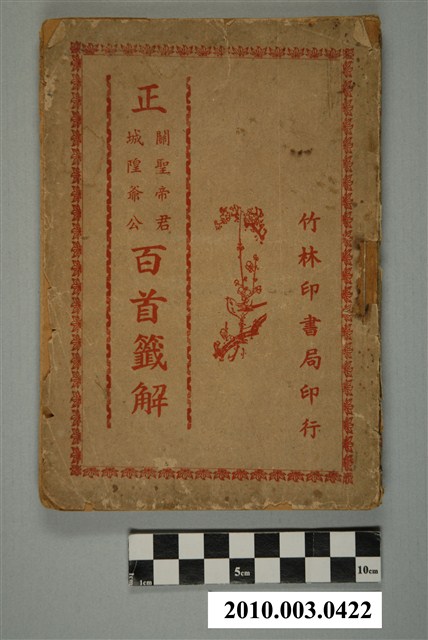 竹林印書局印行
正
關聖帝君
城隍爺公
百首籤解
1cm
5cm
10cm
2010.003.0422